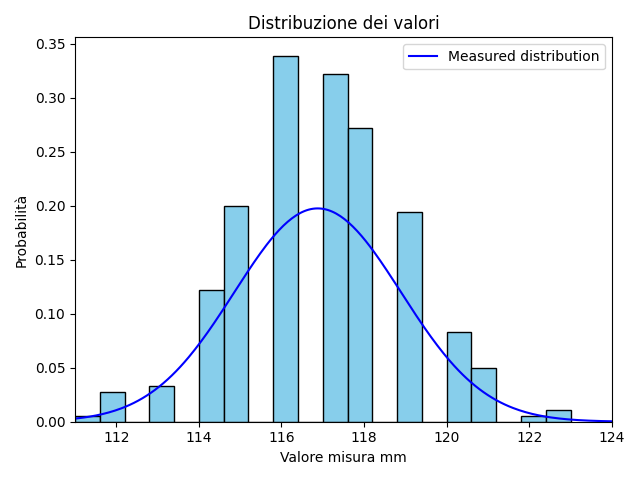 Distribuzione dei valori
Measured distribution
Probabilità
0.35
0.30
0.25
0.20
0.15
0.10
0.05
0.00
112 114 116 118 120 122 124
Valore misura mm